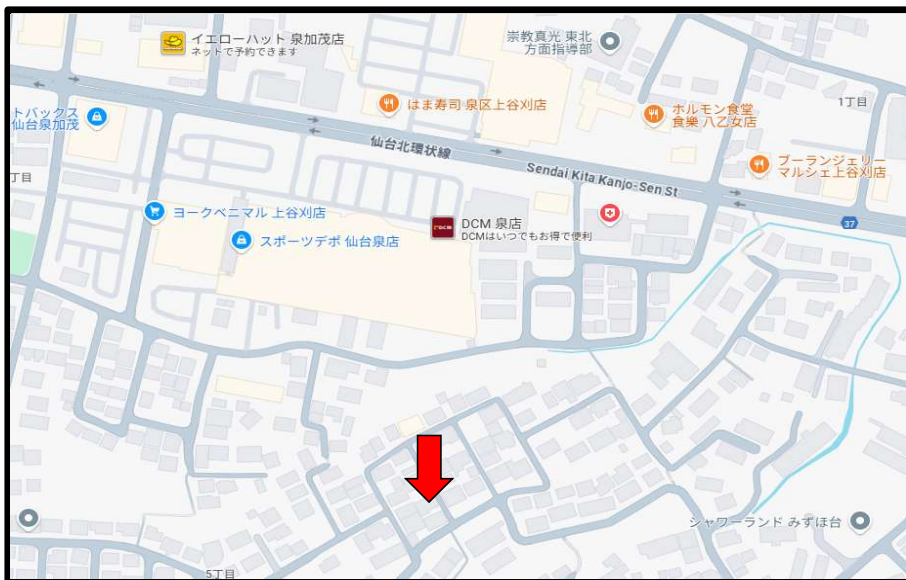 イエローハット 泉加茂店
ネットで予約できます
崇教真光 東北
方面指導部
はま寿司 泉区上谷刈店
トバックス
仙台泉加茂
ホルモン食堂
食樂 八乙女店
1丁目
仙台北環状線
Sendai Kita Kanjo-Sen St
ブーランジェリー
マルシェ上谷刈店
丁目
ヨークベニマル 上谷刈店
DCM
DCM 泉店
DCMはいつでもお得で便利
37
スポーツデポ 仙台泉店
シャワーランド みずほ台
5丁目